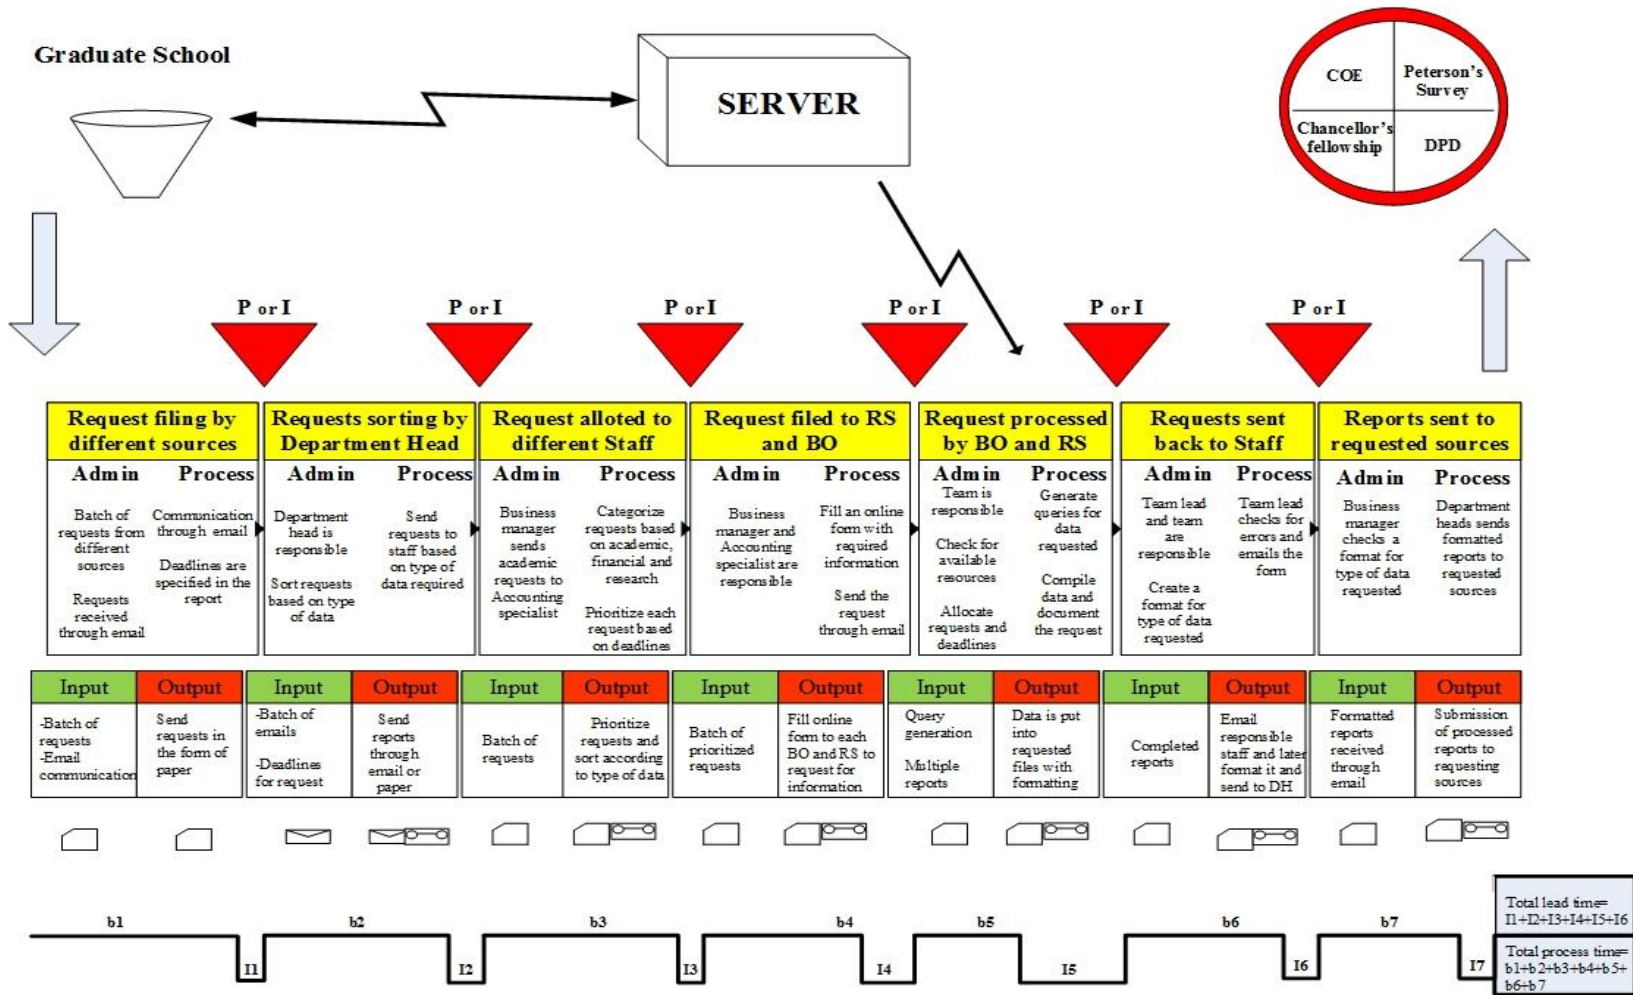 Graduate School
SERVER
COE
Peterson's
Survey
Chancellor's
fellowship
DPD
P or I
P or I
P or I
P or I
P or I
P or I
Request filing by
different sources
Admin
Process
Batch of
requests from
different
sources
Requests
received
through email
Communication
through email
Deadlines are
specified in the
report
Requests sorting by
Department Head
Admin
Process
Department
head is
responsible
Sort requests
based on type
of data
Send
requests to
staff based
on type of
data required
Request alloted to
different Staff
Admin
Process
Business
manager
sends
academic
requests to
Accounting
specialist
Categorize
requests based
on academic,
financial and
research
Prioritize each
request based
on deadlines
Request filed to RS
and BO
Admin
Process
Business
manager and
Accounting
specialist are
responsible
Fill an online
form with
required
information
Send the
request
through email
Request processed
by BO and RS
Admin
Process
Team is
responsible
Check for
available
resources
Allocate
requests and
deadlines
Generate
queries for
data
requested
Compile
data and
document
the request
Requests sent
back to Staff
Admin
Process
Team lead
and team
are
responsible
Create a
format for
type of data
requested
Team lead
checks for
errors and
emails the
form
Reports sent to
requested sources
Admin
Process
Business
manager
checks a
format for
type of data
requested
Department
heads sends
formatted
reports to
requested
sources
Input
Output
-Batch of
requests
-Email
communication
Send
requests in
the form of
paper
Input
Output
-Batch of
emails
-Deadlines
for request
Send
reports
through
email or
paper
Input
Output
Batch of
requests
Prioritize
requests and
sort according
to type of data
Input
Output
Batch of
prioritized
requests
Fill online
form to each
BO and RS to
request for
information
Input
Output
Query
generation
Multiple
reports
Data is put
into
requested
files with
formatting
Input
Output
Completed
reports
Email
responsible
staff and later
format it and
send to DH
Input
Output
Formatted
reports
received
through
email
Submission
of processed
reports to
requesting
sources
b1
I1
b2
I2
b3
I3
b4
I4
b5
I5
b6
I6
b7
I7
Total lead time=
I1+I2+I3+I4+I5+I6
Total process time=
b1+b2+b3+b4+b5+
b6+b7